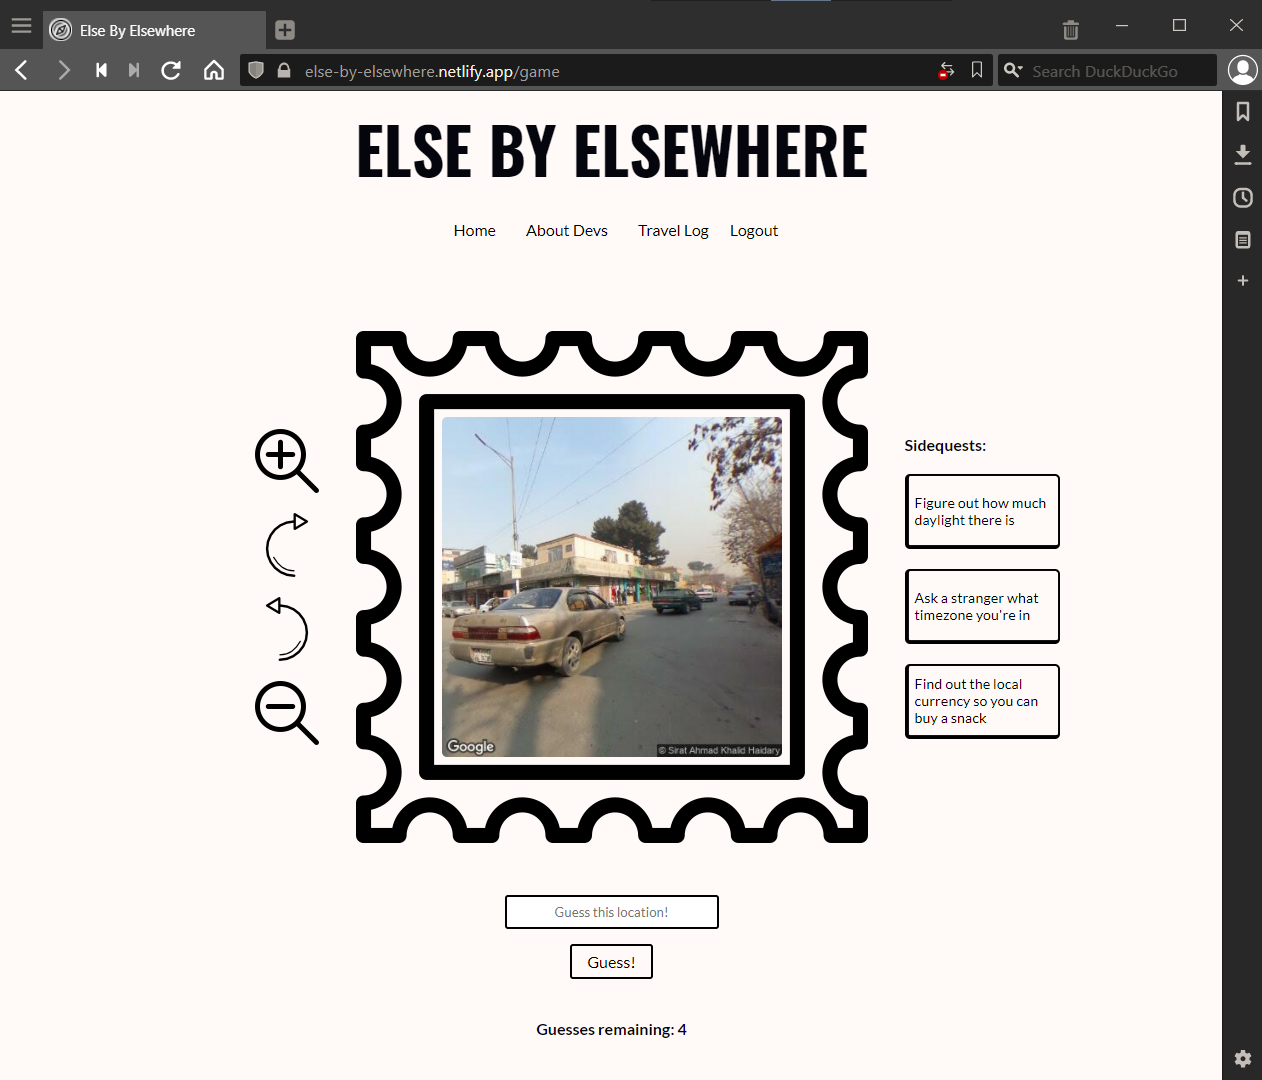 Else By Elsewhere
else-by-elsewhere.netlify.app/game
Search DuckDuckGo
ELSE BY ELSEWHERE
Home
About Devs
Travel Log
Logout
Google
© Sirat Ahmad Khalid Haidary
Sidequests:
Figure out how much
daylight there is
Ask a stranger what
timezone you're in
Find out the local
currency so you can
buy a snack
Guess this location!
Guess!
Guesses remaining: 4